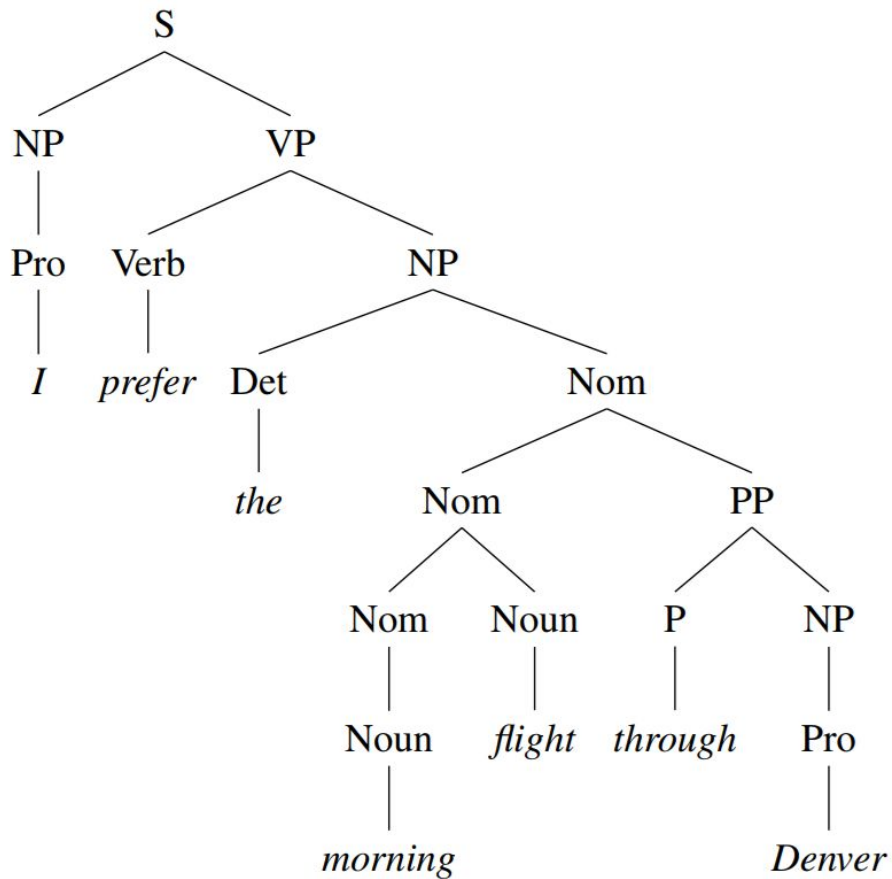 S
NP VP
Pro Verb NP
I prefer Det Nom
the Nom PP
Nom Noun P NP
Noun flight through Pro
morning Denver